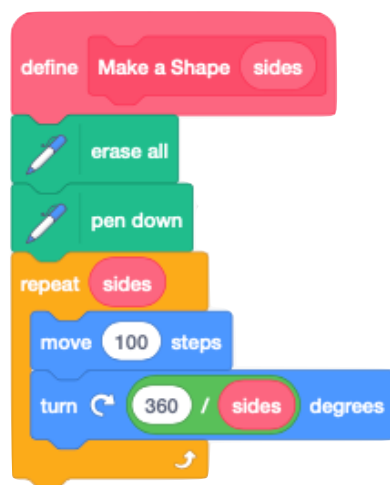 define Make a Shape sides
erase all
pen down
repeat sides
move 100 steps
turn 360 / sides degrees